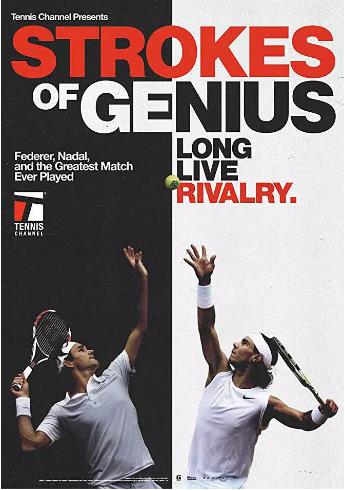 Tennis Channel Presents
STROKES
OF GENIUS
Federer, Nadal,
and the Greatest Match
Ever Played
LONG
LIVE
RIVALRY.
T
TENNIS
CHANNEL